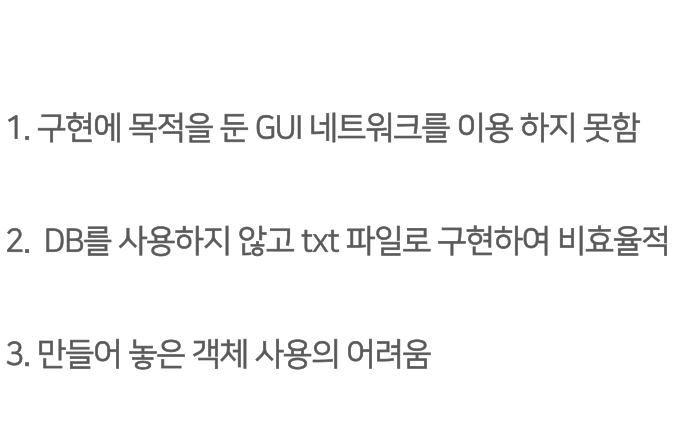 1. 구현에 목적을 둔 GUI 네트워크를 이용 하지 못함
2. DB를 사용하지 않고 txt 파일로 구현하여 비효율적
3. 만들어 놓은 객체 사용의 어려움